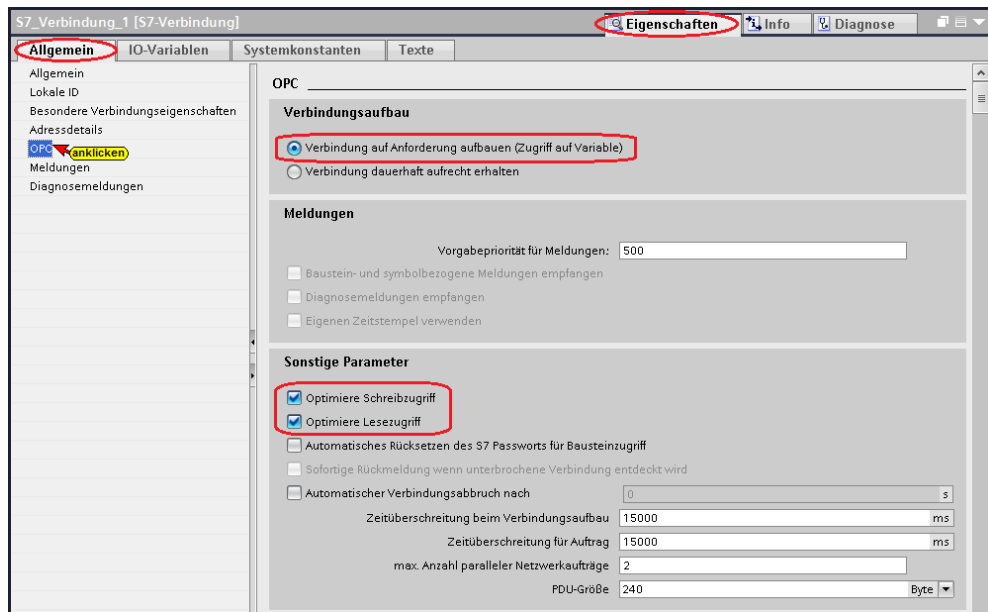 S7_Verbindung_1 [S7-Verbindung]
Eigenschaften
Info
Diagnose
Allgemein
IO-Variablen
Systemkonstanten
Texte
Allgemein
Lokale ID
Besondere Verbindungseigenschaften
Adressdetails
OPC
anklicken
Meldungen
Diagnosemeldungen
OPC
Verbindungsaufbau
Verbindung auf Anforderung aufbauen (Zugriff auf Variable)
Verbindung dauerhaft aufrecht erhalten
Meldungen
Vorgabepriorität für Meldungen: 500
Baustein- und symbolbezogene Meldungen empfangen
Diagnosemeldungen empfangen
Eigenen Zeitstempel verwenden
Sonstige Parameter
Optimiere Schreibzugriff
Optimiere Lesezugriff
Automatisches Rücksetzen des S7 Passworts für Bausteinzugriff
Sofortige Rückmeldung wenn unterbrochene Verbindung entdeckt wird
Automatischer Verbindungsabbruch nach 0 s
Zeitüberschreitung beim Verbindungsaufbau 15000 ms
Zeitüberschreitung für Auftrag 15000 ms
max. Anzahl paralleler Netzwerkaufträge 2
PDU-Größe 240 Byte